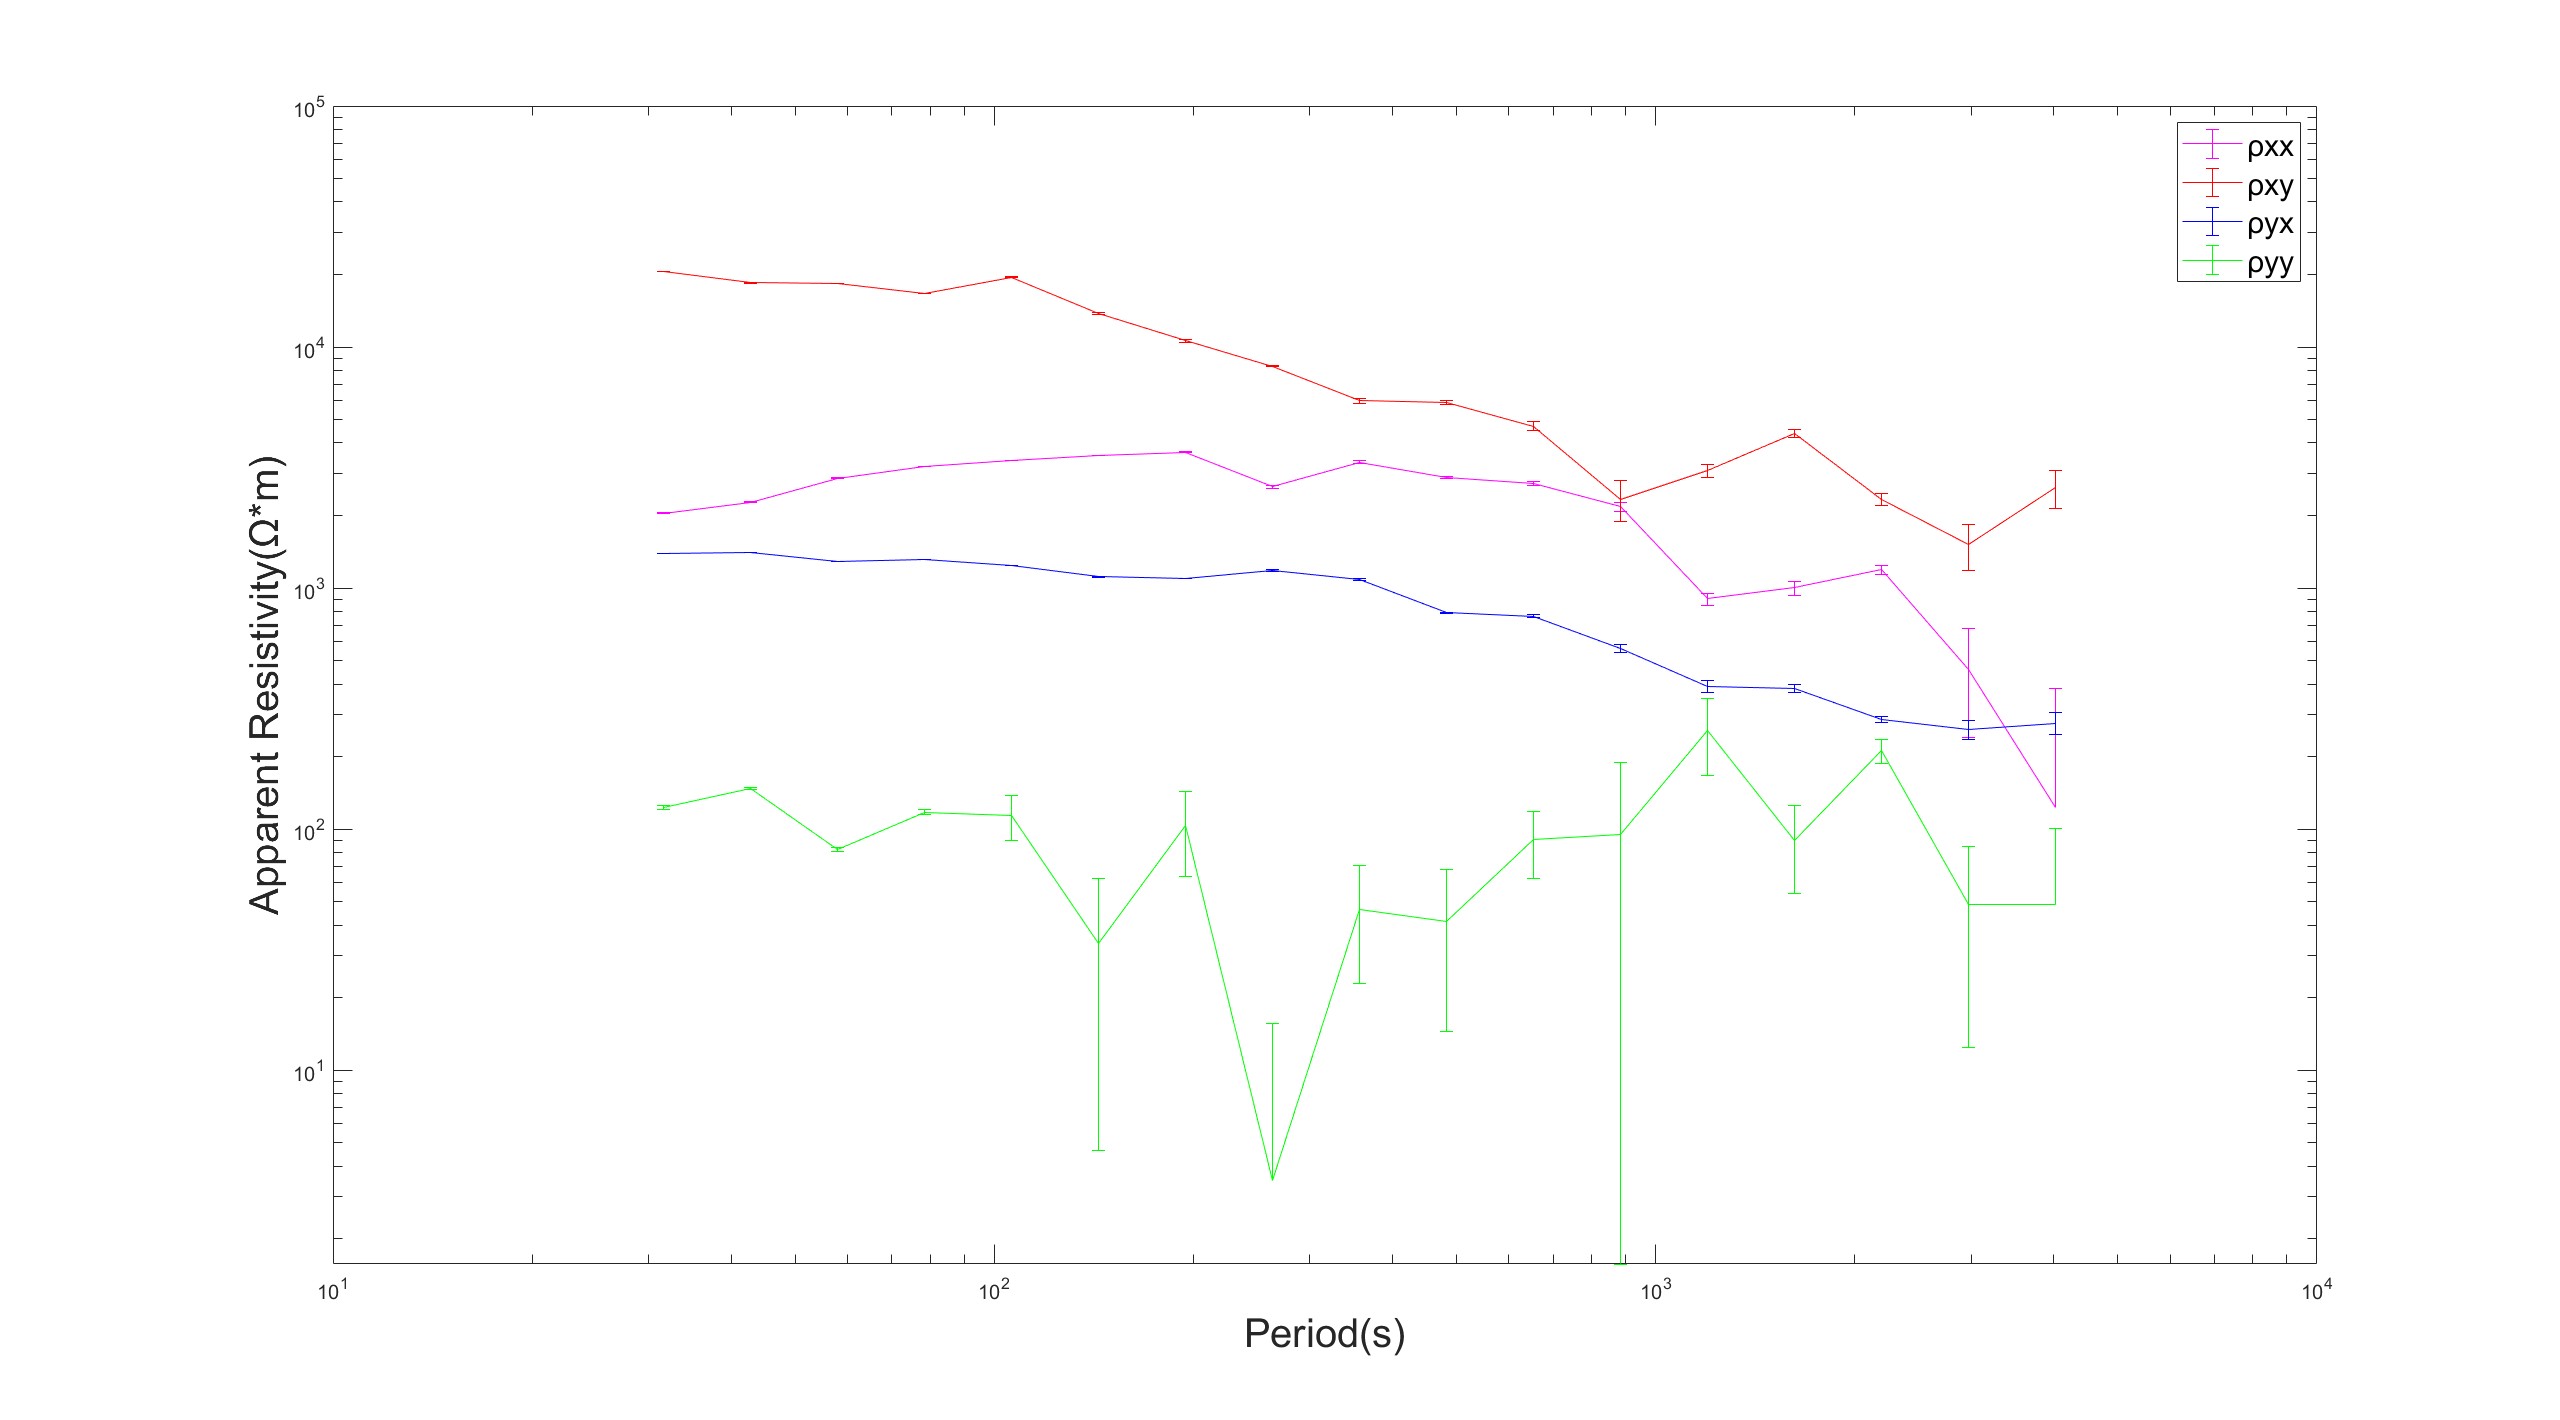 10^5
10^4
10^3
10^2
10^1
Apparent Resistivity(Ω*m)
ρxx
ρxy
ρyx
ρyy
10^1 10^2 10^3 10^4
Period(s)